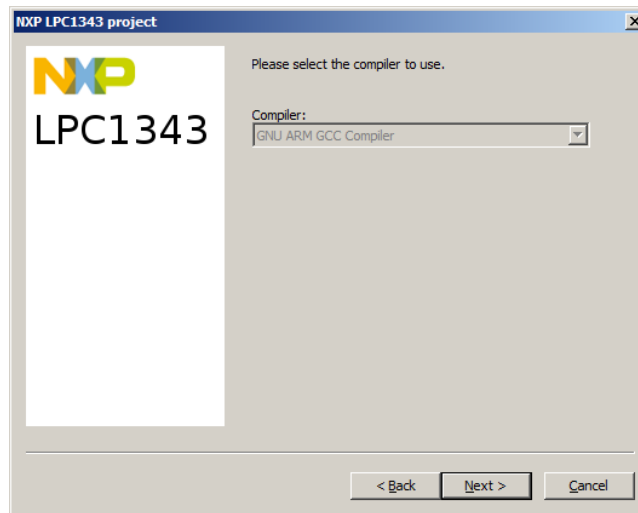 NXP LPC1343 project
NXP
LPC1343
Please select the compiler to use.
Compiler:
GNU ARM GCC Compiler
< Back
Next >
Cancel